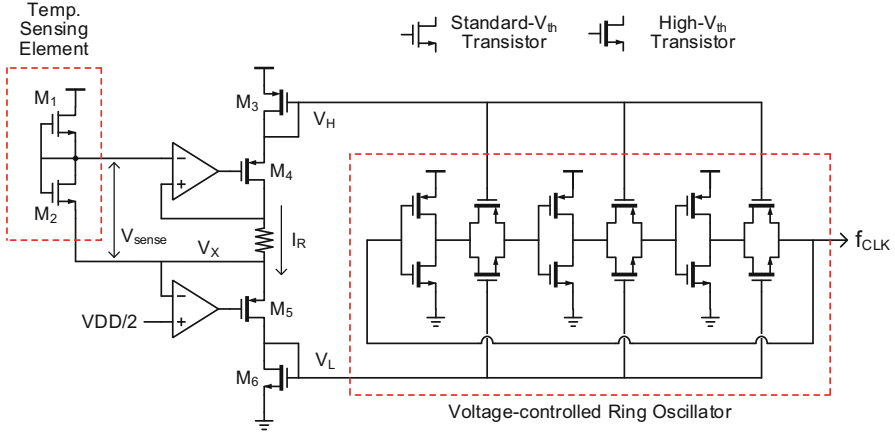 Temp.
Sensing
Element
Standard-Vth
Transistor
High-Vth
Transistor
M1
M2
Vsense
M3
VH
M4
IR
VX
M5
VDD/2
VL
M6
fCLK
Voltage-controlled Ring Oscillator